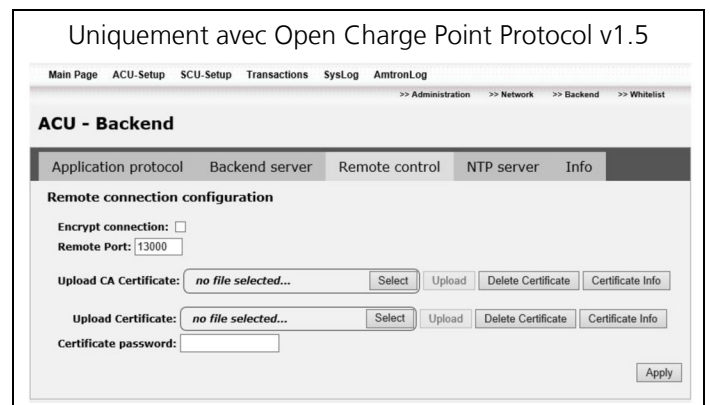 Uniquement avec Open Charge Point Protocol v1.5
Main Page ACU-Setup SCU-Setup Transactions SysLog AmtronLog
>> Administration >> Network >> Backend >> Whitelist
ACU - Backend
Application protocol Backend server Remote control NTP server Info
Remote connection configuration
Encrypt connection:
Remote Port: 13000
Upload CA Certificate: no file selected... Select Upload Delete Certificate Certificate Info
Upload Certificate: no file selected... Select Upload Delete Certificate Certificate Info
Certificate password:
Apply